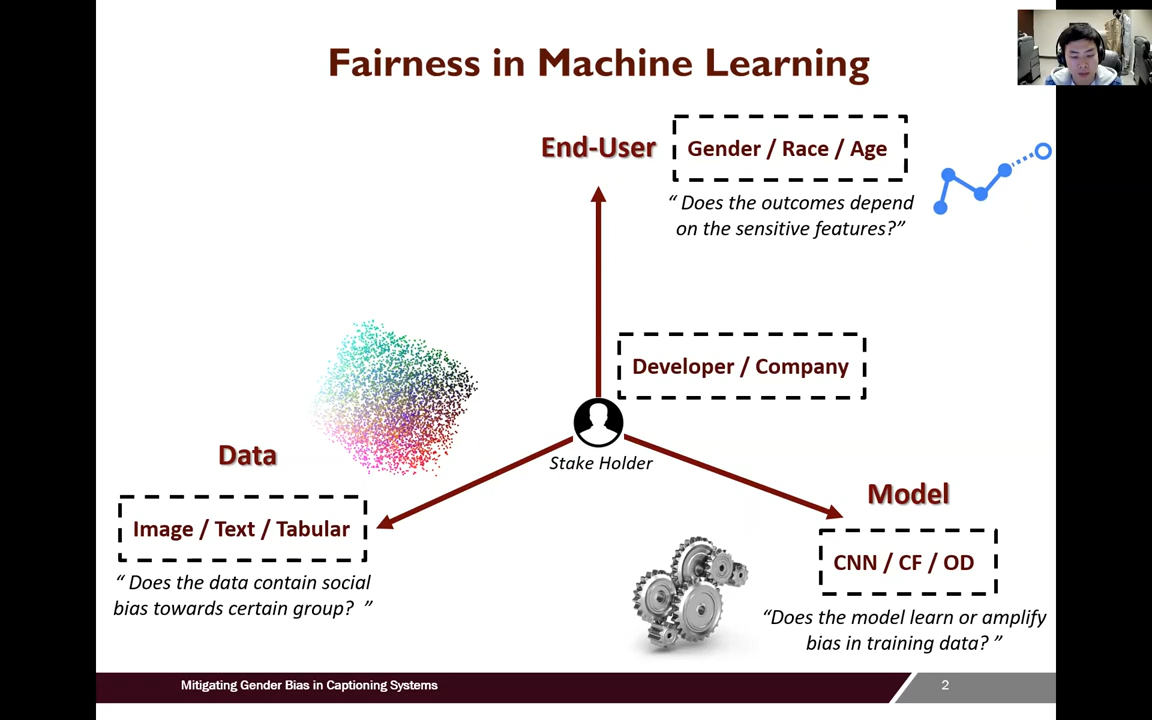 Fairness in Machine Learning
End-User
Gender / Race / Age
“ Does the outcomes depend
on the sensitive features?”
Developer / Company
Stake Holder
Data
Image / Text / Tabular
“ Does the data contain social
bias towards certain group? ”
Model
CNN / CF / OD
“Does the model learn or amplify
bias in training data? ”
Mitigating Gender Bias in Captioning Systems
2